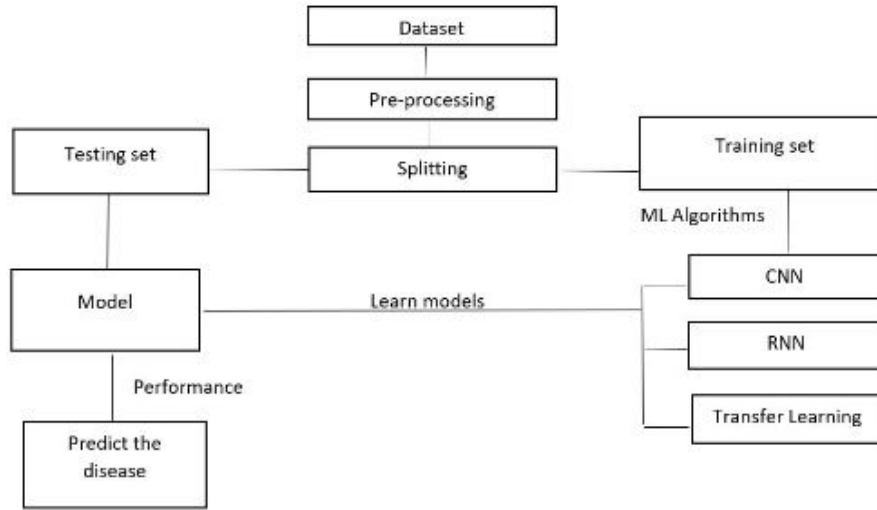 Dataset
Pre-processing
Testing set
Splitting
Training set
ML Algorithms
Model
Learn models
CNN
RNN
Performance
Transfer Learning
Predict the
disease